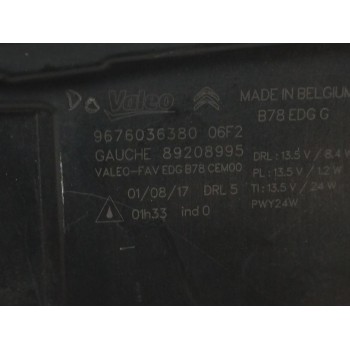 Valeo MADE IN BELGIUM
B78 EDG G
9676036380 06F2
GAUCHE 89208995
DRL : 13.5 V / 8.4 W
VALEO-FAV EDG B78 CEM00
PL : 13.5 V / 1.2 W
01/08/17 DRL 5
TI : 13.5 V / 24 W
01h33 ind 0
PWY24W